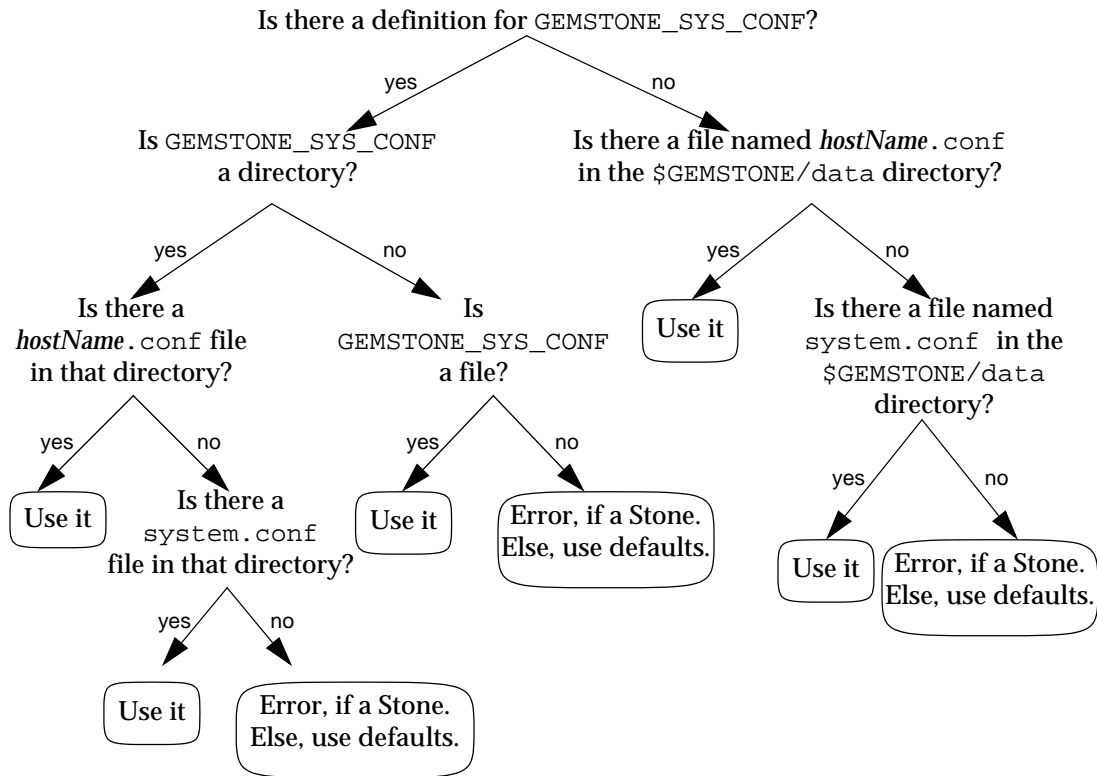 Is there a definition for GEMSTONE_SYS_CONF?
yes
no
Is GEMSTONE_SYS_CONF
a directory?
Is there a file named hostName.conf
in the $GEMSTONE/data directory?
yes
no
yes
no
Is there a
hostName.conf file
in that directory?
Is
GEMSTONE_SYS_CONF
a file?
Use it
Is there a file named
system.conf in the
$GEMSTONE/data
directory?
yes
no
yes
no
yes
no
Use it
Is there a
system.conf
file in that directory?
Use it
Error, if a Stone.
Else, use defaults.
Use it
Error, if a Stone.
Else, use defaults.
yes
no
Use it
Error, if a Stone.
Else, use defaults.